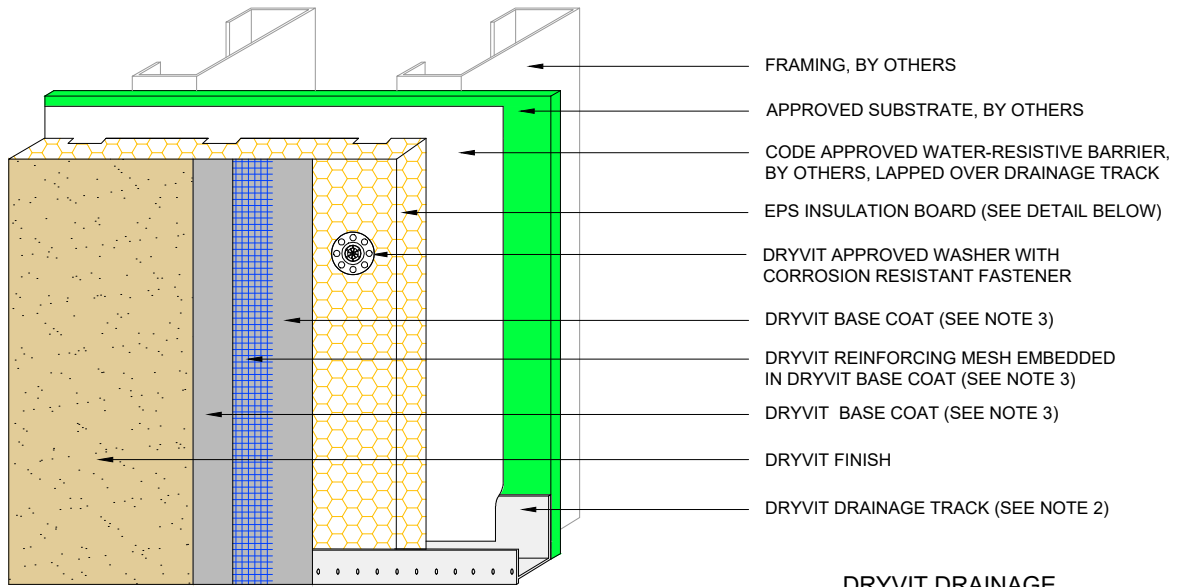 FRAMING, BY OTHERS
APPROVED SUBSTRATE, BY OTHERS
CODE APPROVED WATER-RESISTIVE BARRIER,
BY OTHERS, LAPPED OVER DRAINAGE TRACK
EPS INSULATION BOARD (SEE DETAIL BELOW)
DRYVIT APPROVED WASHER WITH
CORROSION RESISTANT FASTENER
DRYVIT BASE COAT (SEE NOTE 3)
DRYVIT REINFORCING MESH EMBEDDED
IN DRYVIT BASE COAT (SEE NOTE 3)
DRYVIT BASE COAT (SEE NOTE 3)
DRYVIT FINISH
DRYVIT DRAINAGE TRACK (SEE NOTE 2)
DRYVIT DRAINAGE